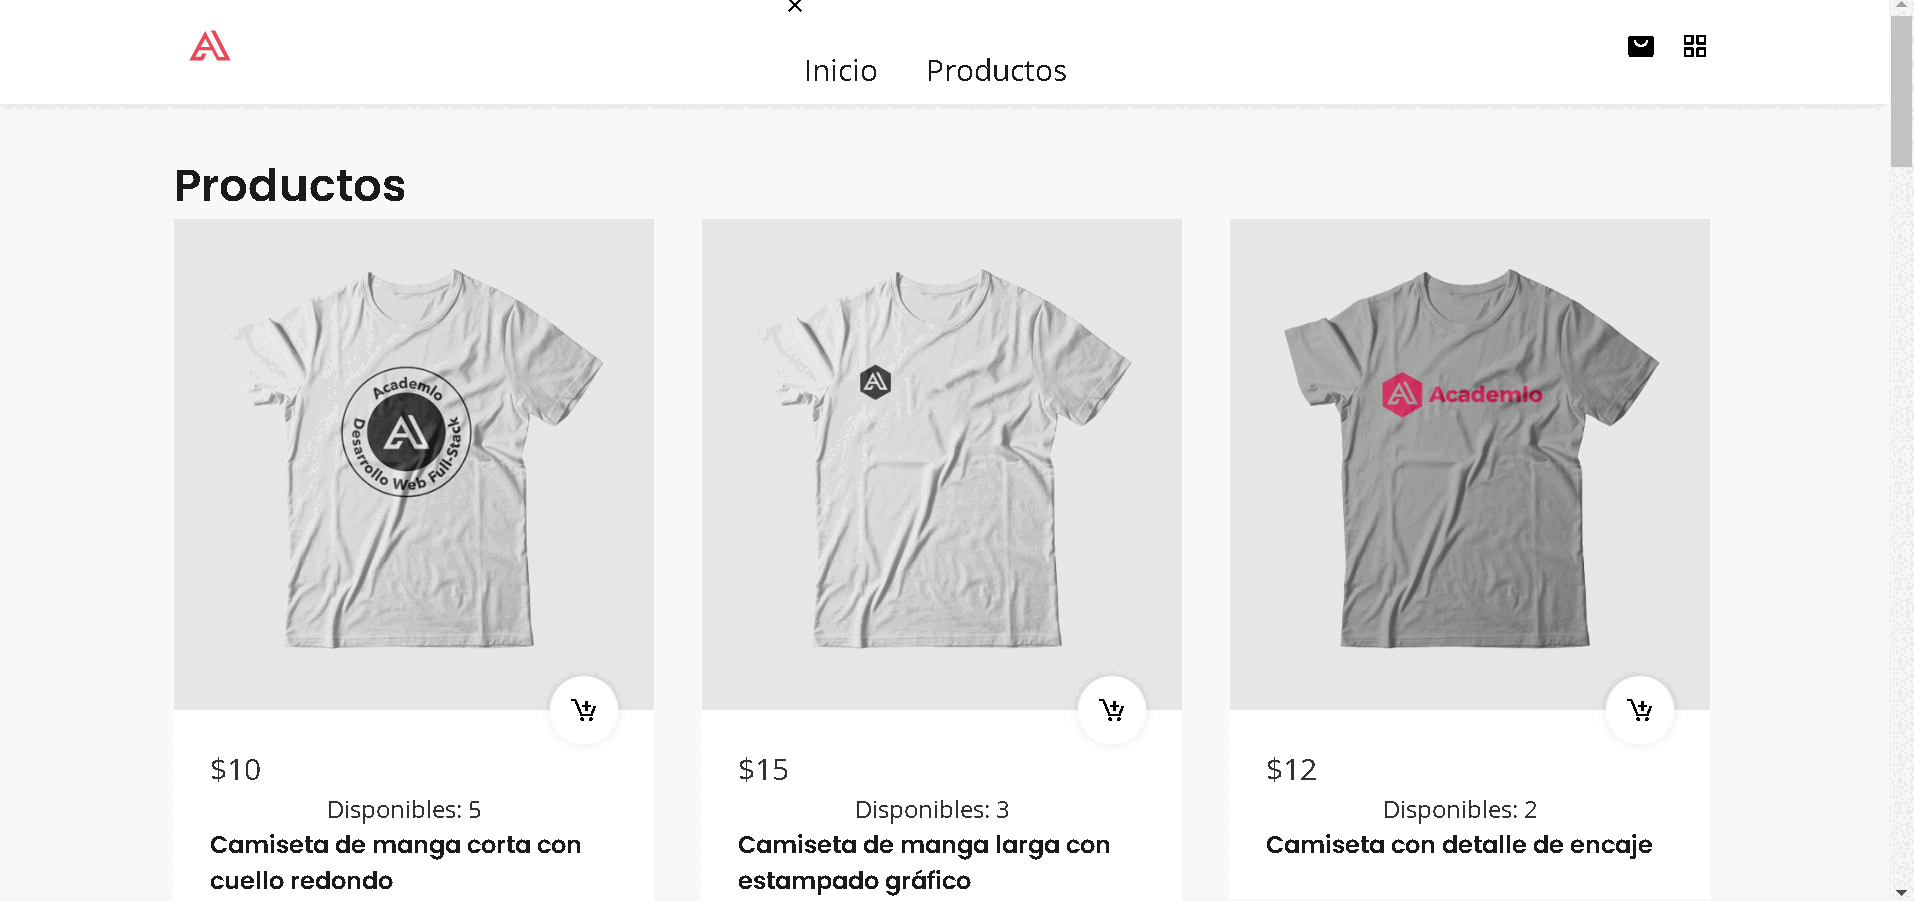 Inicio Productos
Productos
Academlo
Desarrollo Web Full-Stack
Academlo
$10
Disponibles: 5
Camiseta de manga corta con
cuello redondo
$15
Disponibles: 3
Camiseta de manga larga con
estampado gráfico
$12
Disponibles: 2
Camiseta con detalle de encaje